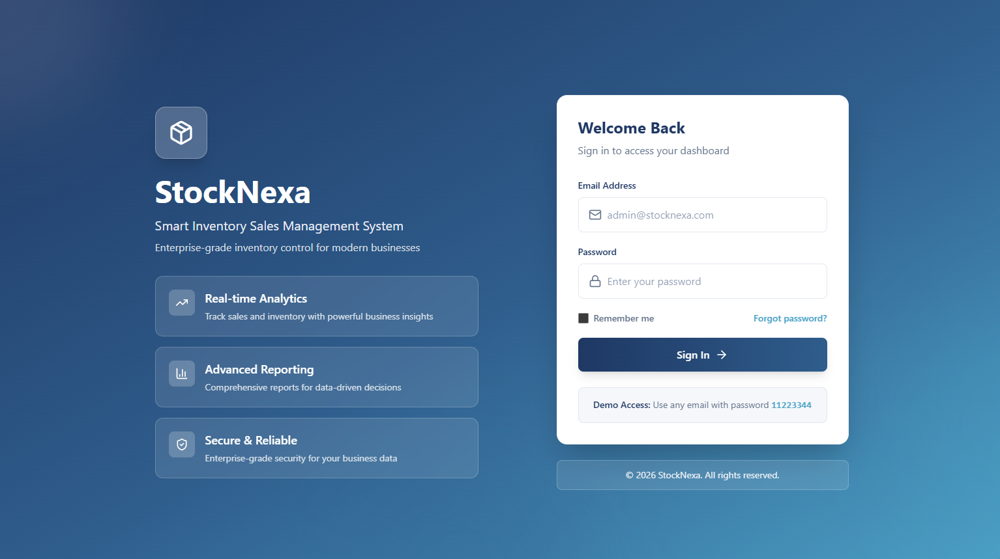 StockNexa
Smart Inventory Sales Management System
Enterprise-grade inventory control for modern businesses
Real-time Analytics
Track sales and inventory with powerful business insights
Advanced Reporting
Comprehensive reports for data-driven decisions
Secure & Reliable
Enterprise-grade security for your business data
Welcome Back
Sign in to access your dashboard
Email Address
admin@stocknexa.com
Password
Enter your password
Remember me
Forgot password?
Sign In
Demo Access: Use any email with password 11223344
© 2026 StockNexa. All rights reserved.